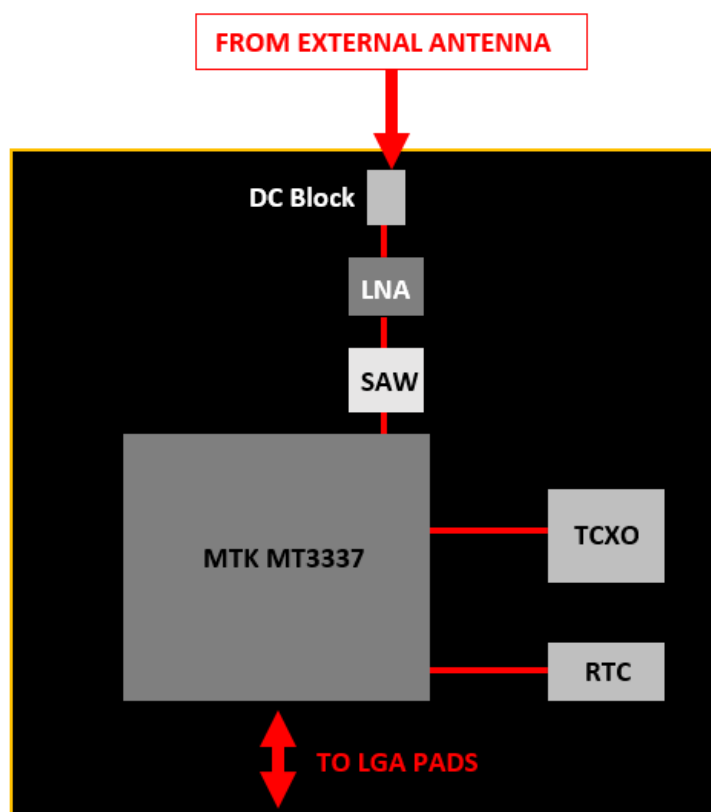 FROM EXTERNAL ANTENNA
DC Block
LNA
SAW
TCXO
MTK MT3337
RTC
TO LGA PADS